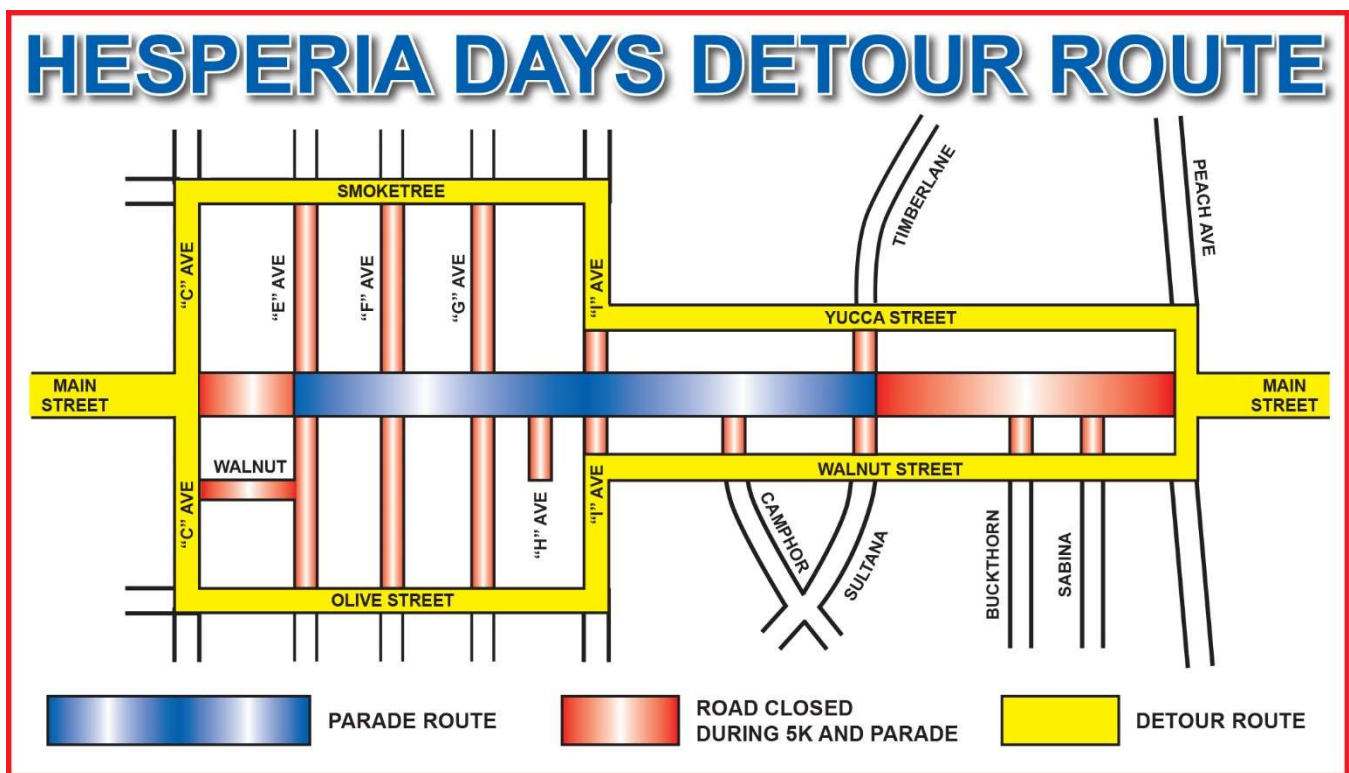 HESPERIA DAYS DETOUR ROUTE
SMOKETREE
TIMBERLANE
PEACH AVE
"C" AVE
"E" AVE
"F" AVE
"G" AVE
"I" AVE
YUCCA STREET
MAIN
STREET
MAIN
STREET
WALNUT
WALNUT STREET
"C" AVE
"H" AVE
"I" AVE
CAMPHOR
SULTANA
BUCKTHORN
SABINA
OLIVE STREET
PARADE ROUTE
ROAD CLOSED
DURING 5K AND PARADE
DETOUR ROUTE